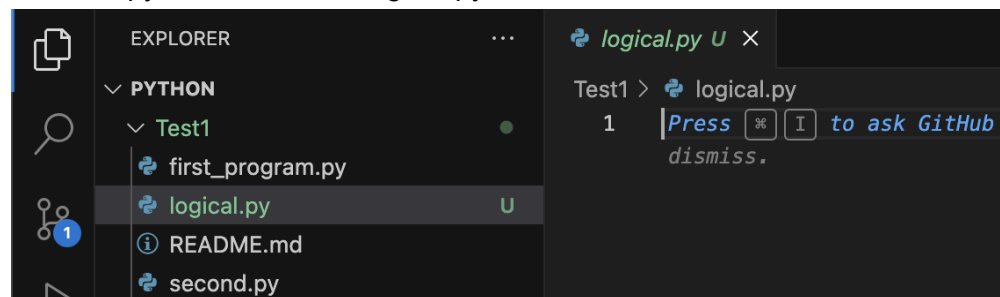 EXPLORER
PYTHON
Test1
first_program.py
logical.py U
README.md
second.py
1
logical.py U
Test1 > logical.py
1 Press ⌘ I to ask GitHub
dismiss.